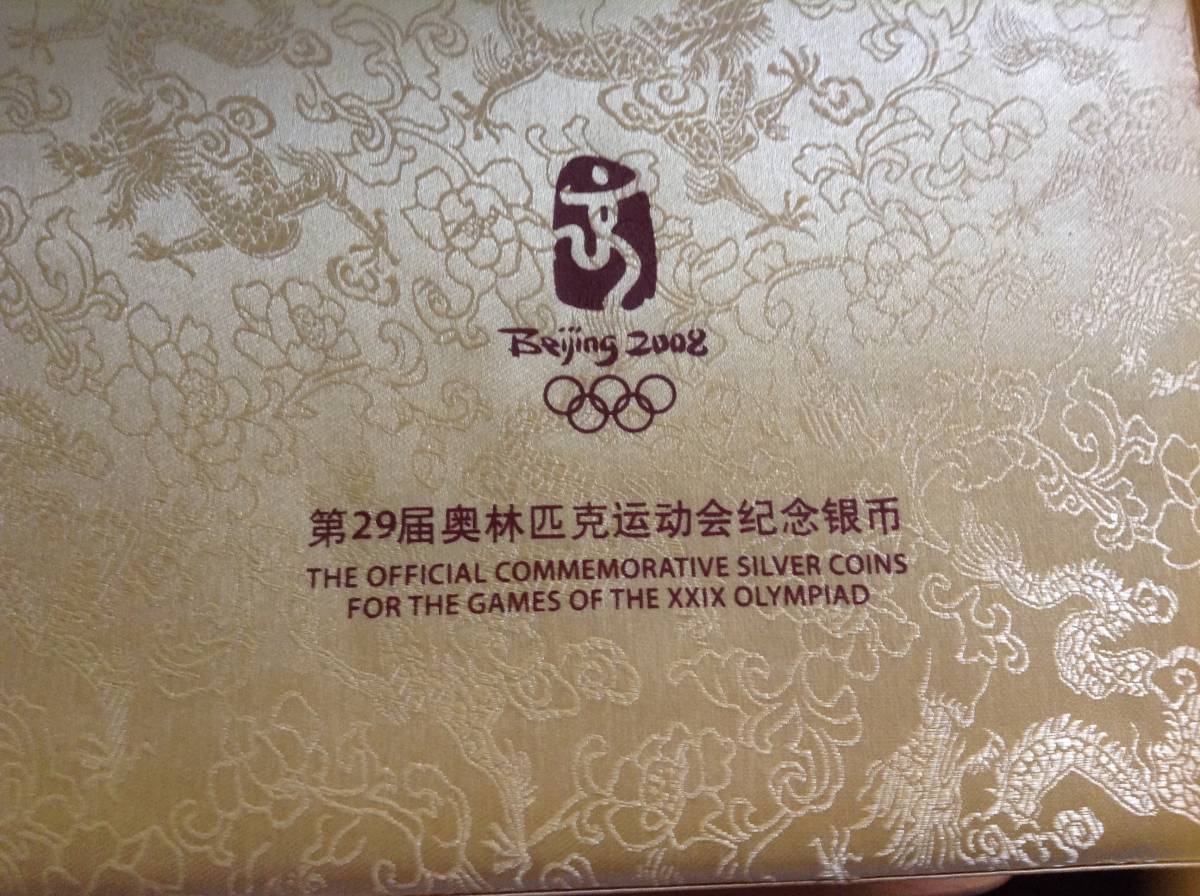 Beijing 2008
第29届奥林匹克运动会纪念银币
THE OFFICIAL COMMEMORATIVE SILVER COINS
FOR THE GAMES OF THE XXIX OLYMPIAD